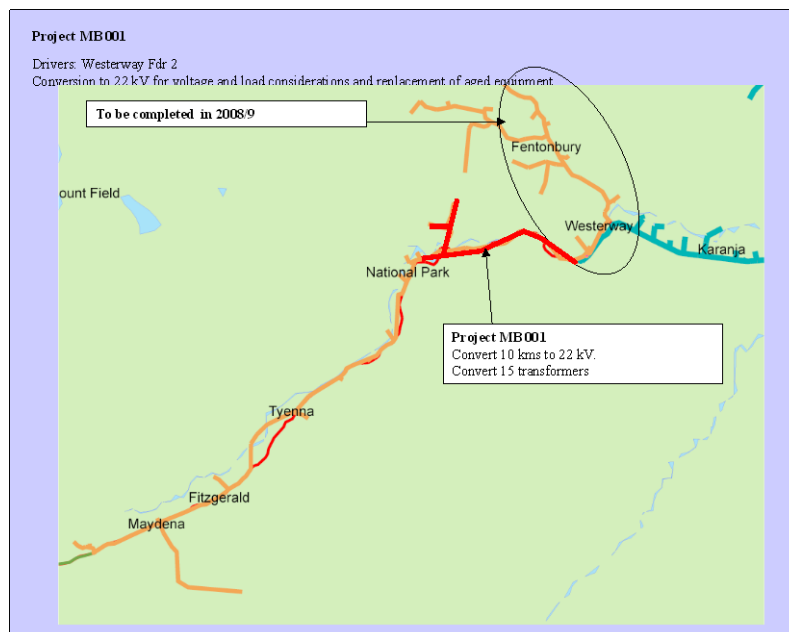 Project MB001
Drivers: Westerway Fdr 2
Conversion to 22 kV for voltage and load considerations and replacement of aged equipment
To be completed in 2008/9
Fentonbury
ount Field
Westerway
Karanja
National Park
Project MB001
Convert 10 kms to 22 kV.
Convert 15 transformers
Tyenna
Fitzgerald
Maydena